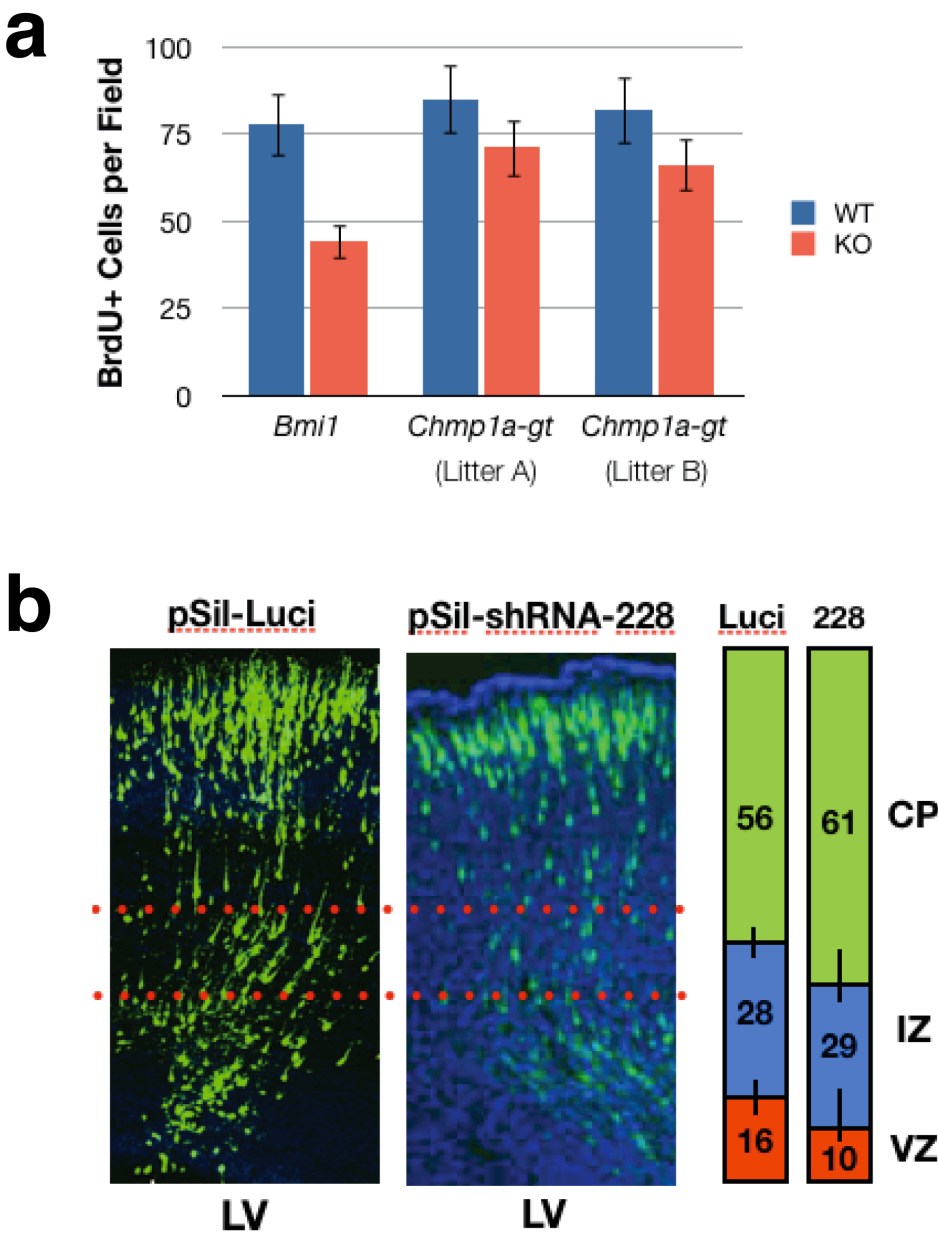 a
BrdU+ Cells per Field
100
75
50
25
0
Bmi1
Chmp1a-gt
(Litter A)
Chmp1a-gt
(Litter B)
WT
KO
b
pSil-Luci
pSil-shRNA-228
Luci
228
56
28
16
61
29
10
CP
IZ
VZ
LV
LV